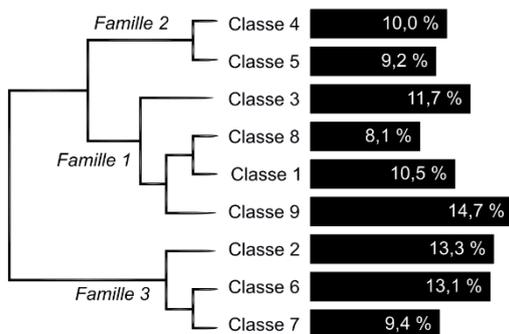 Famille 2
Classe 4 10,0 %
Classe 5 9,2 %
Classe 3 11,7 %
Classe 8 8,1 %
Famille 1
Classe 1 10,5 %
Classe 9 14,7 %
Classe 2 13,3 %
Classe 6 13,1 %
Famille 3
Classe 7 9,4 %